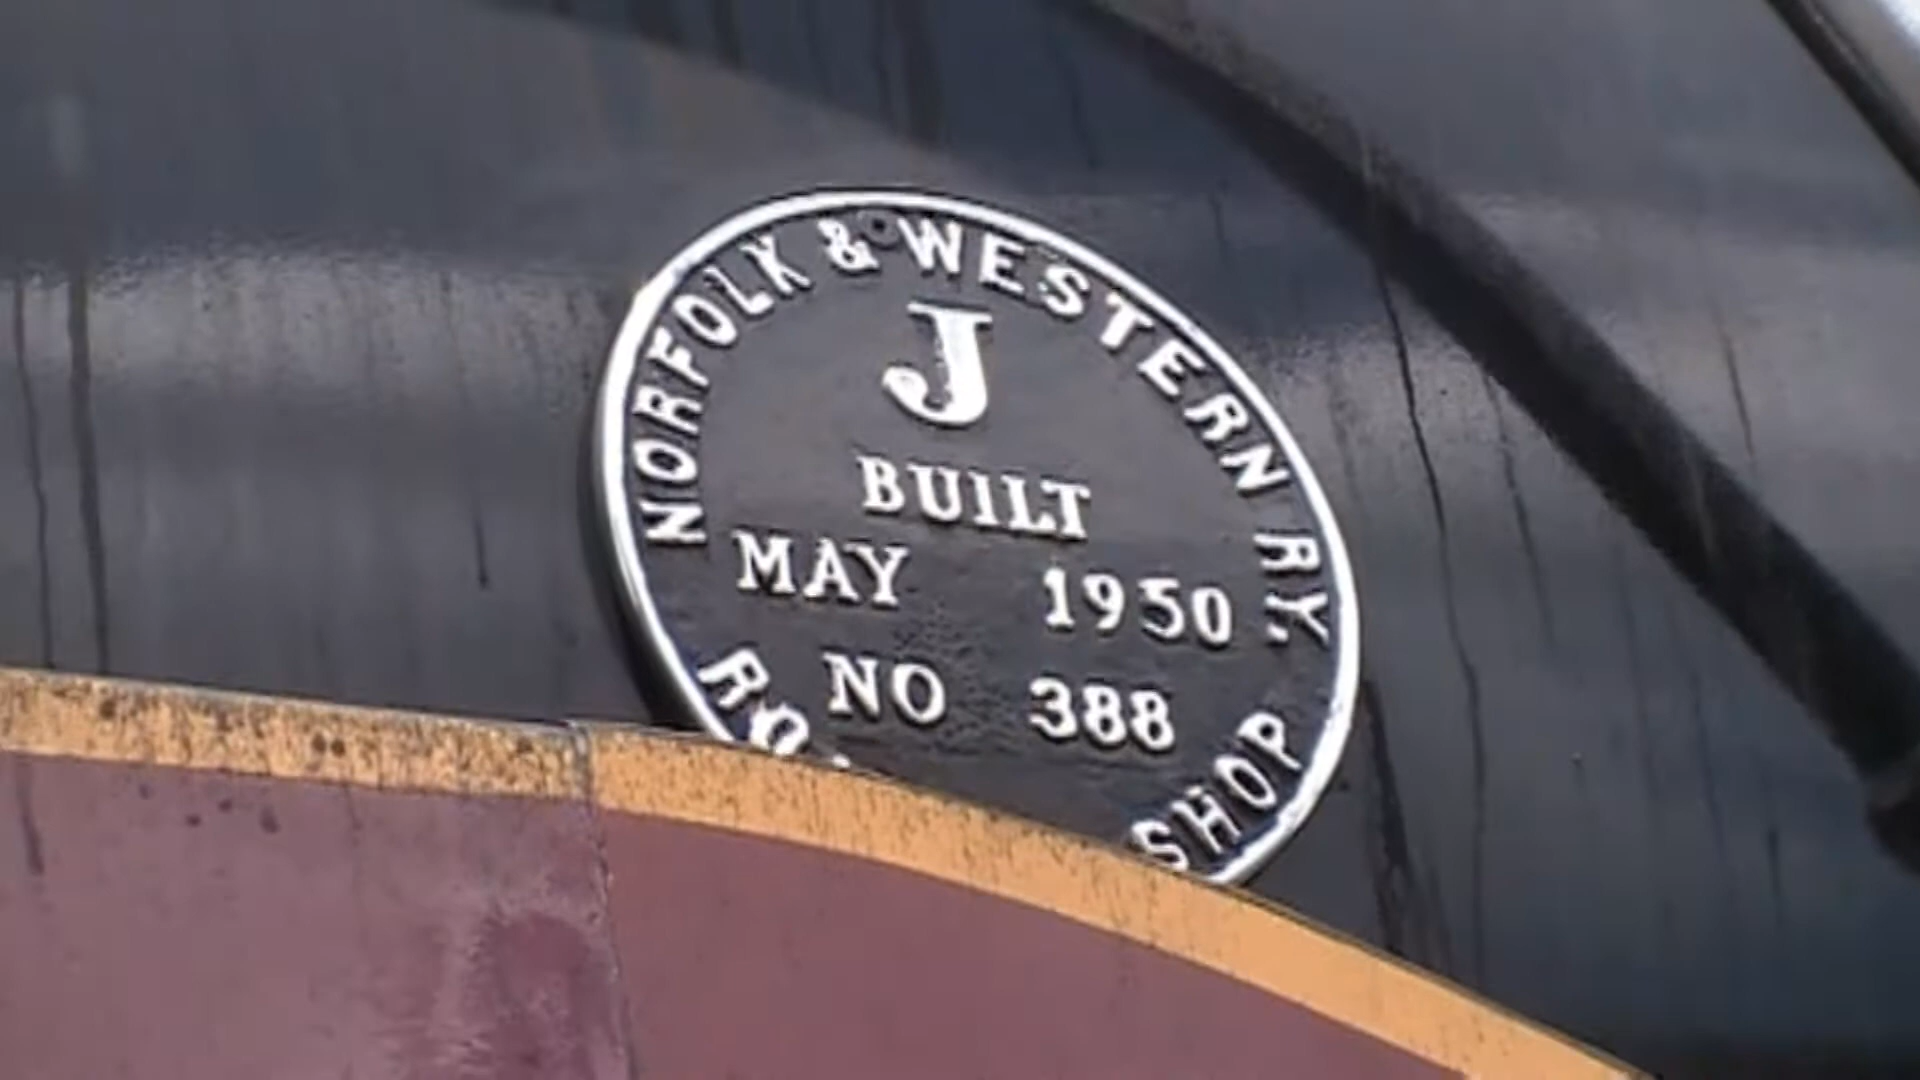 NORFOLK & WESTERN RY.
J
BUILT
MAY 1950
NO 388
SHOP